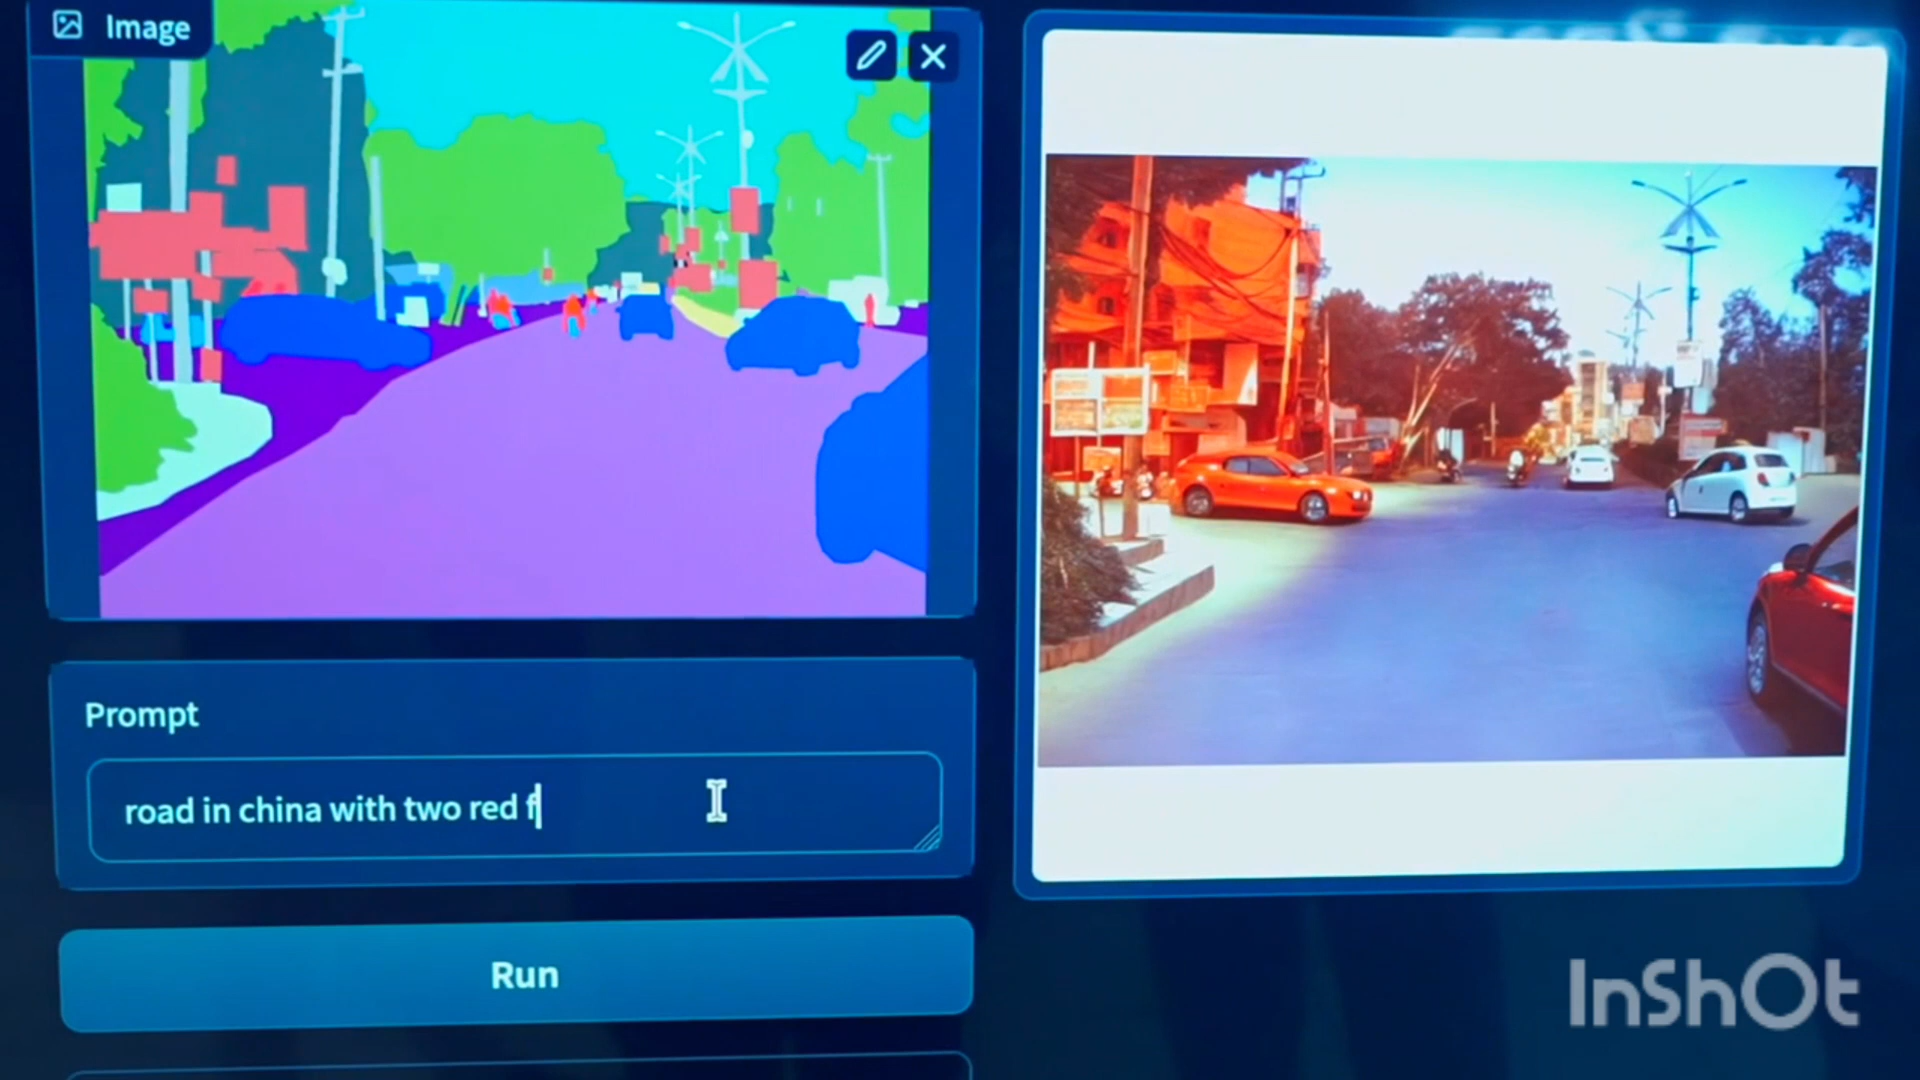 Image
Prompt
road in china with two red f
Run
InShOt